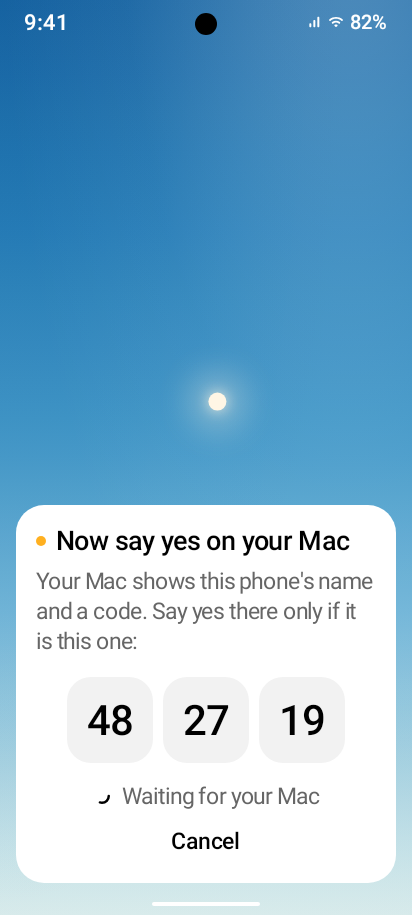 9:41
82%
Now say yes on your Mac
Your Mac shows this phone's name
and a code. Say yes there only if it
is this one:
48 27 19
Waiting for your Mac
Cancel